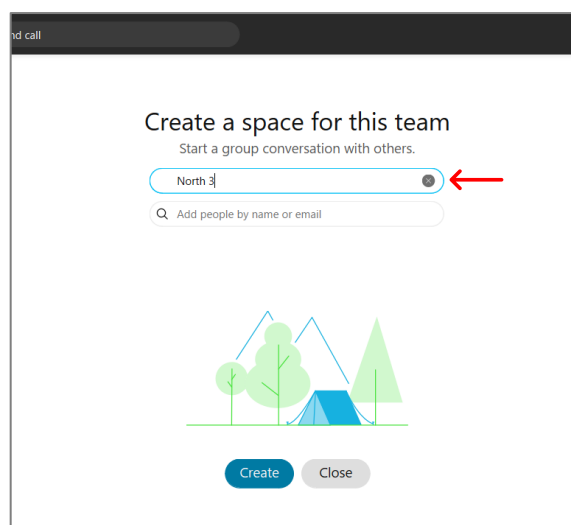 nd call
Create a space for this team
Start a group conversation with others.
North 3
Add people by name or email
Create
Close